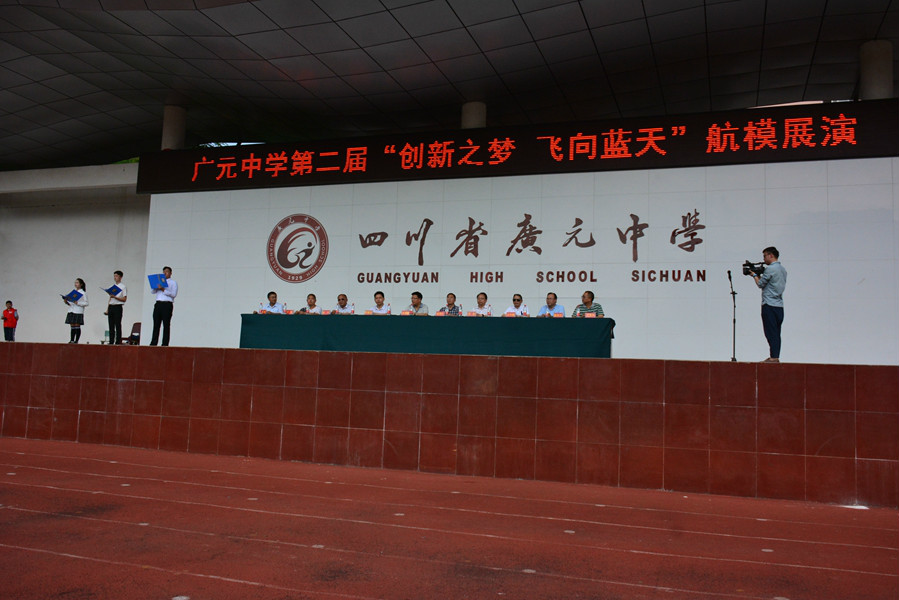 广元中学第二届“创新之梦 飞向蓝天”航模展演
四川省廣元中學
GUANGYUAN HIGH SCHOOL SICHUAN
1929